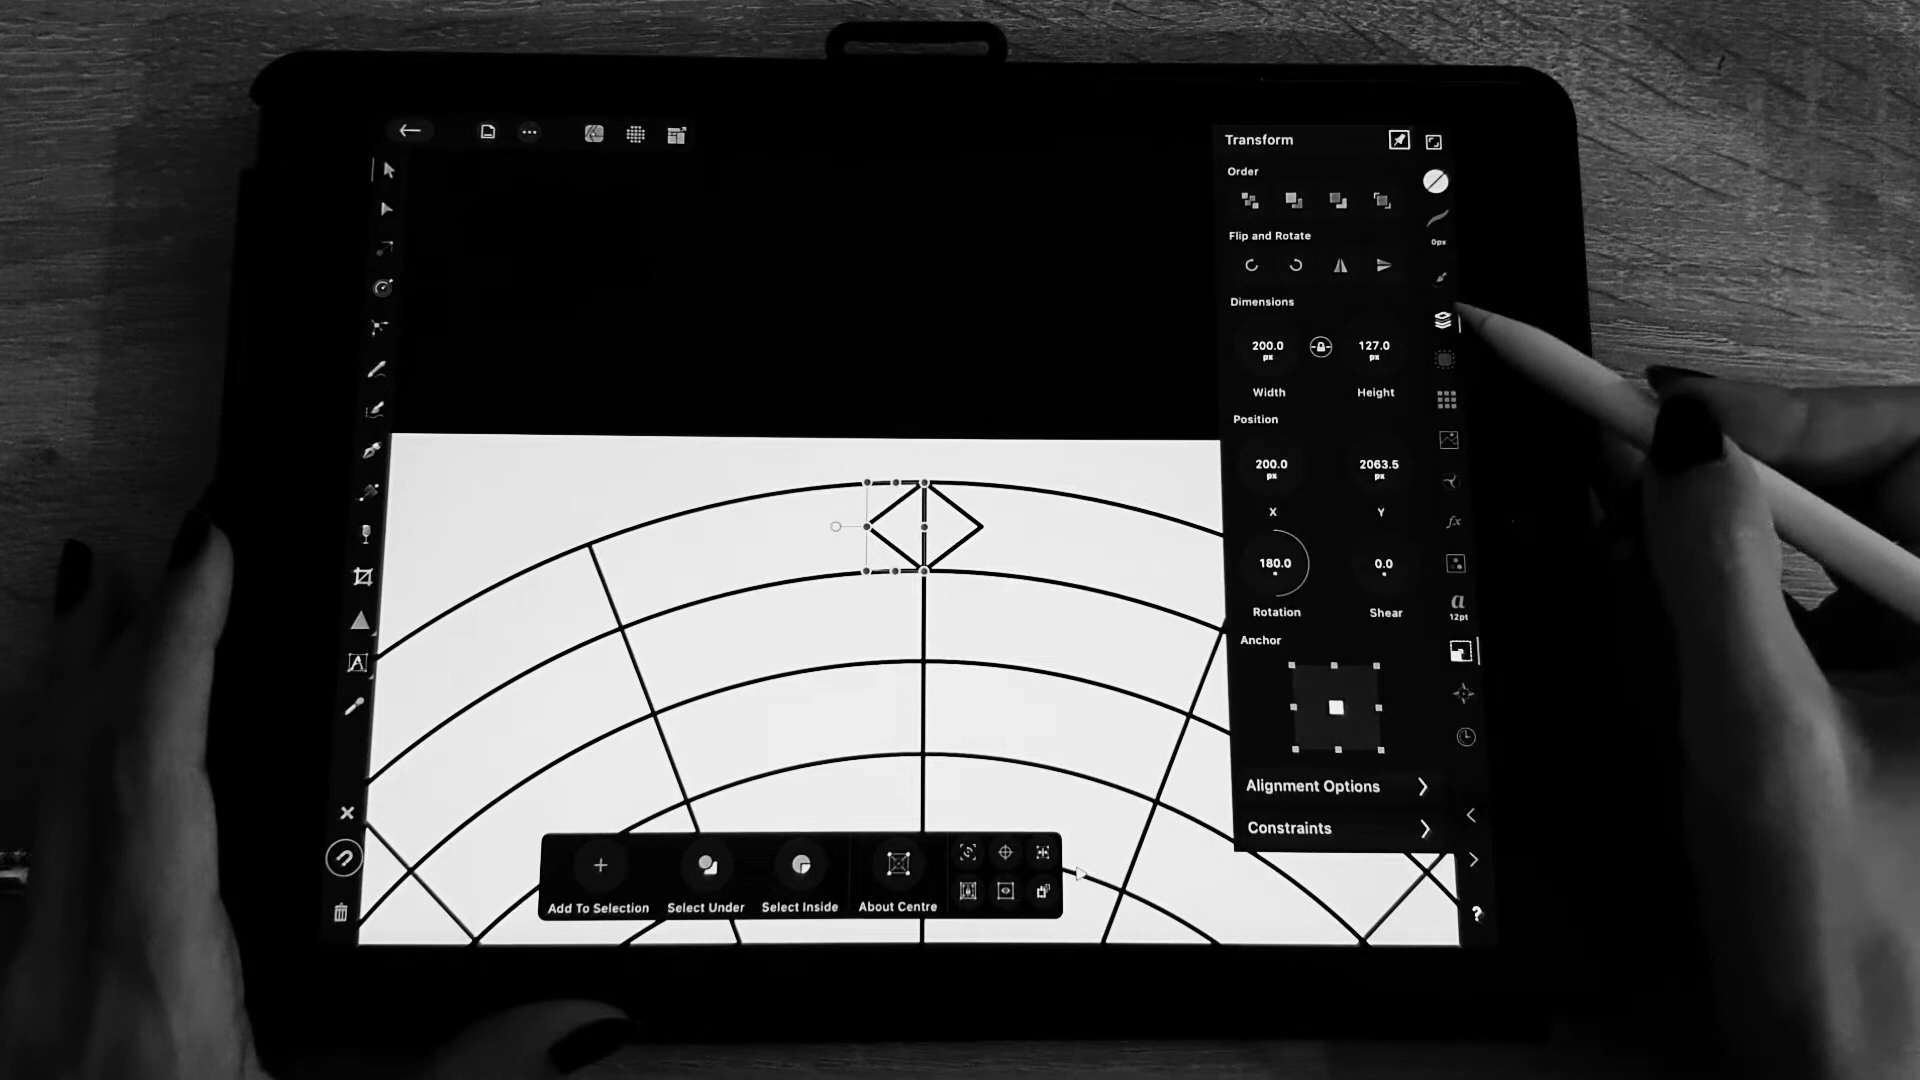 Transform
Order
Flip and Rotate
0px
Dimensions
200.0 px
127.0 px
Width
Height
Position
200.0 px
2063.5 px
X
Y
fx
180.0 °
0.0 °
Rotation
Shear
a
12pt
Anchor
Alignment Options
Constraints
A
Add To Selection
Select Under
Select Inside
About Centre
?